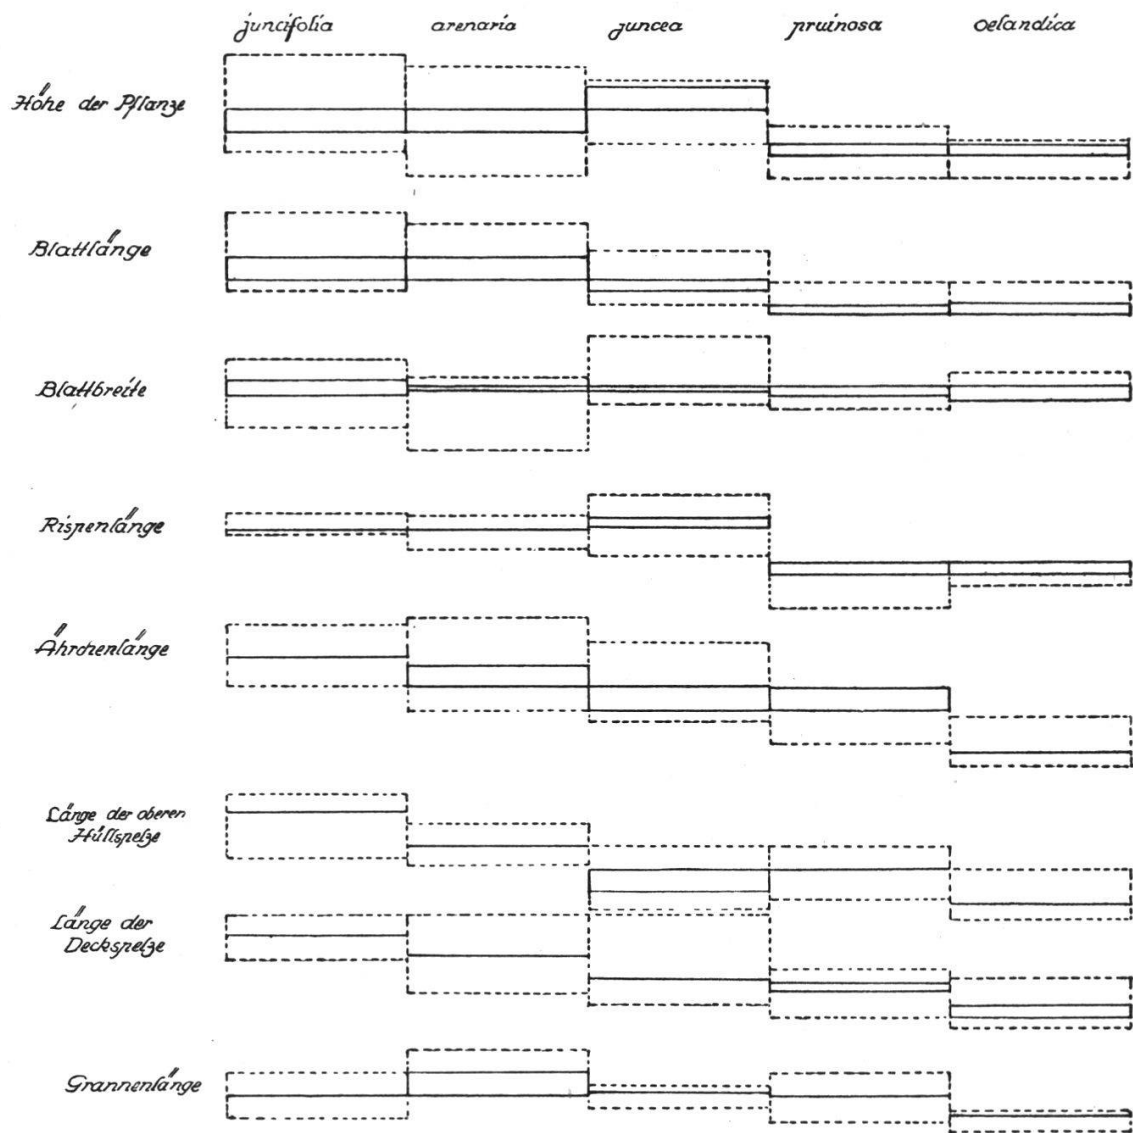 juncifolia arenaria juncea pruinosa oelandica
Höhe der Pflanze
Blattlänge
Blattbreite
Rispenlänge
Ährchenlänge
Länge der oberen
Hüllspelze
Länge der
Deckspelze
Grannenlänge